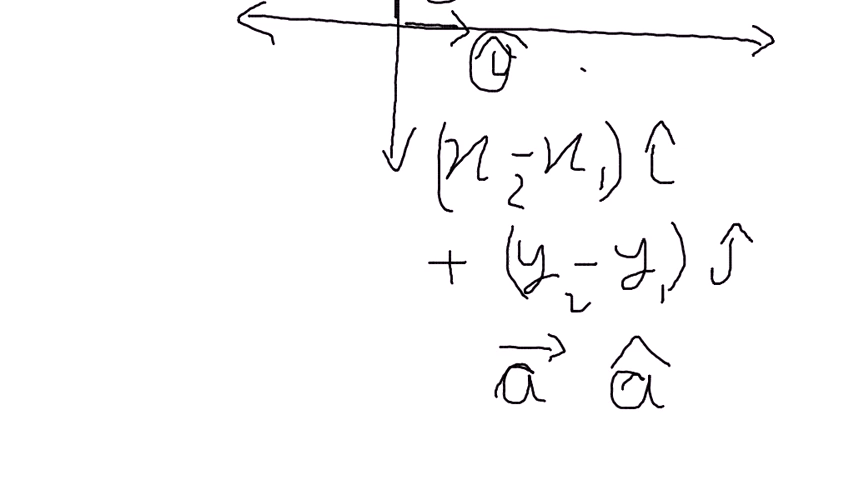 î
(x₂-x₁) î
+ (y₂-y₁) ĵ
a⃗ â